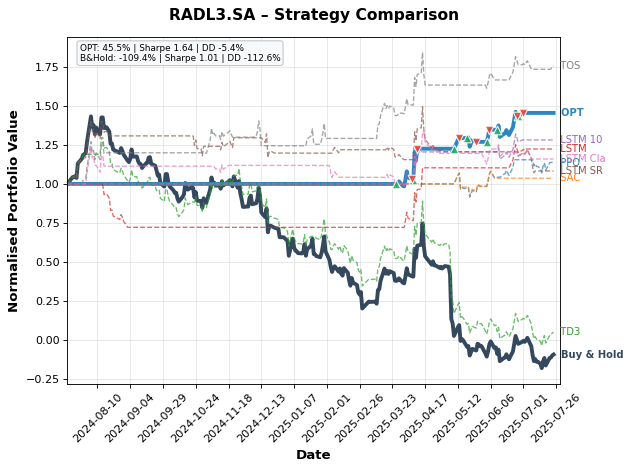 RADL3.SA – Strategy Comparison
OPT: 45.5% | Sharpe 1.64 | DD -5.4%
B&Hold: -109.4% | Sharpe 1.01 | DD -112.6%
Normalised Portfolio Value
1.75
1.50
1.25
1.00
0.75
0.50
0.25
0.00
−0.25
TOS
OPT
LSTM 10
LSTM
LSTM Cla
PPO
LSTM SR
SAC
TD3
Buy & Hold
2024-08-10
2024-09-04
2024-09-29
2024-10-24
2024-11-18
2024-12-13
2025-01-07
2025-02-01
2025-02-26
2025-03-23
2025-04-17
2025-05-12
2025-06-06
2025-07-01
2025-07-26
Date